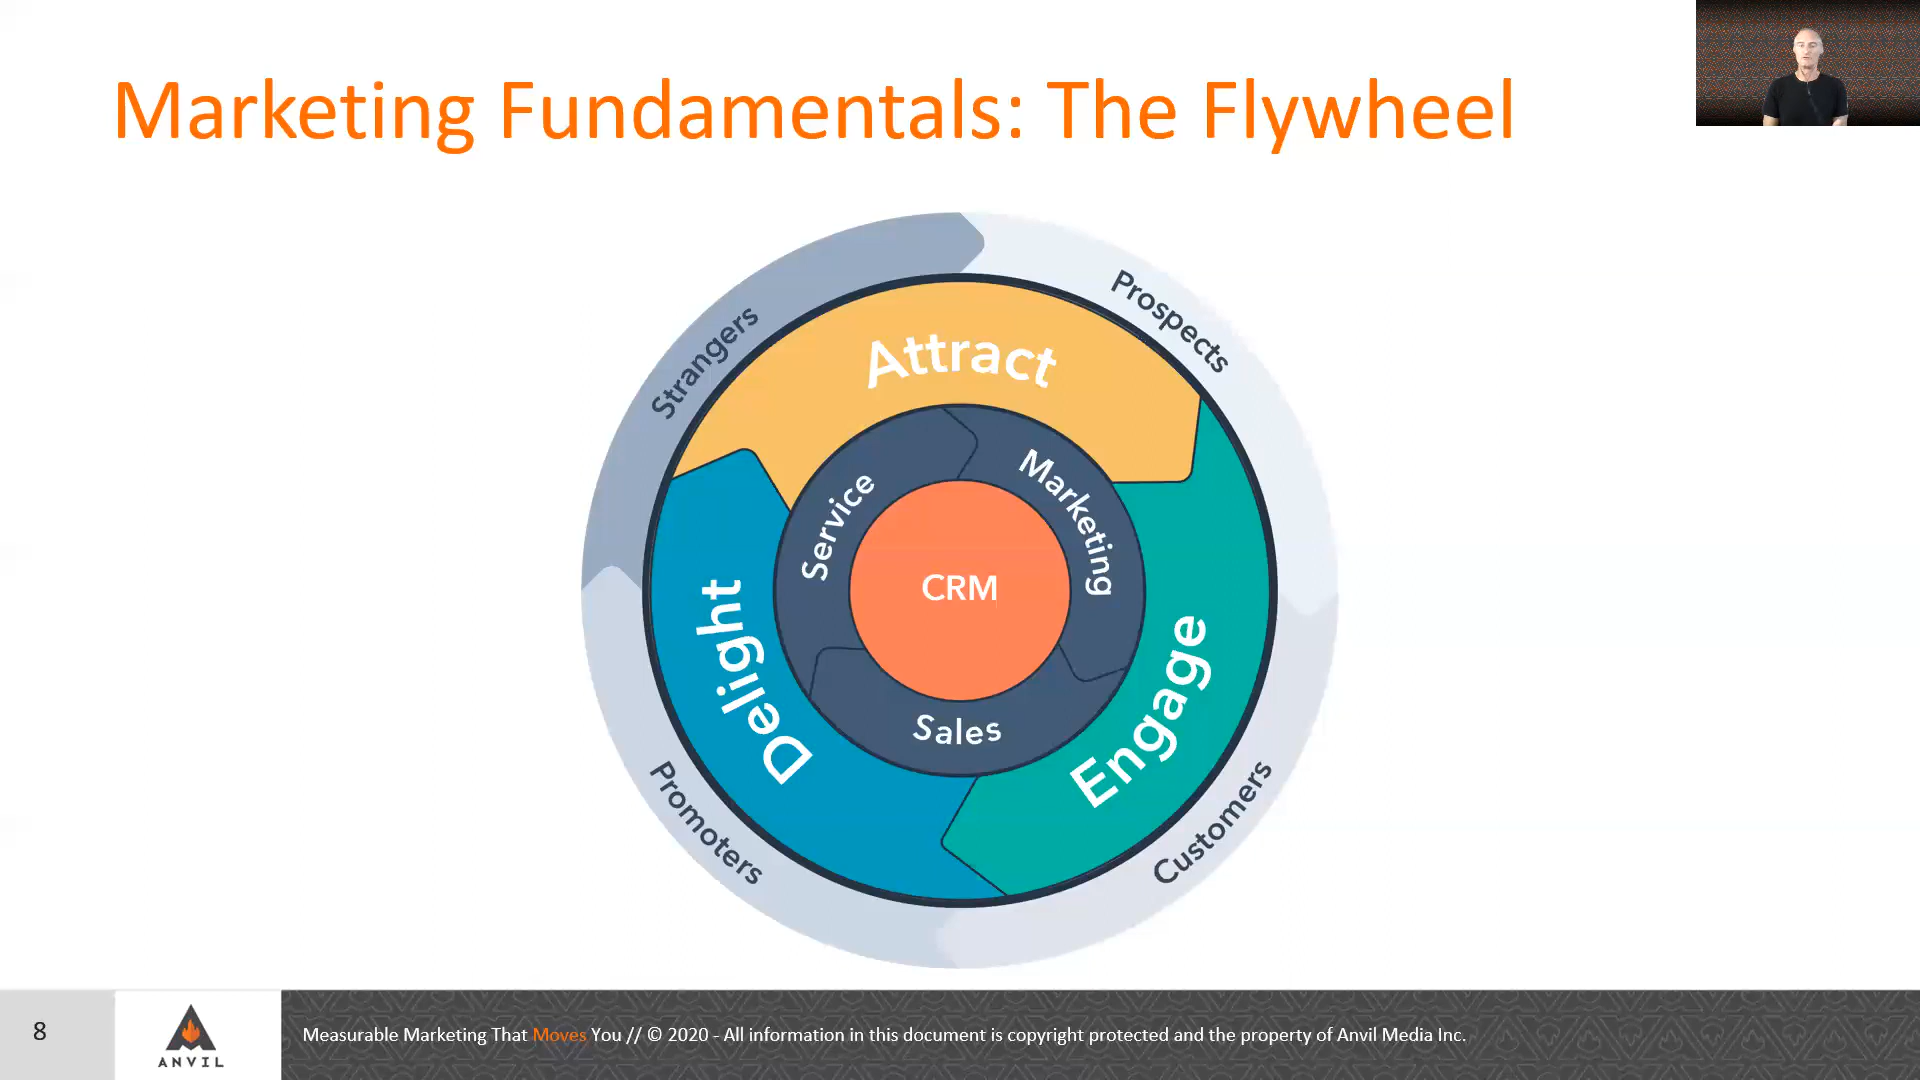 Marketing Fundamentals: The Flywheel
Strangers
Prospects
Attract
Service
Marketing
CRM
Delight
Engage
Sales
Promoters
Customers
8
ANVIL
Measurable Marketing That Moves You // © 2020 - All information in this document is copyright protected and the property of Anvil Media Inc.